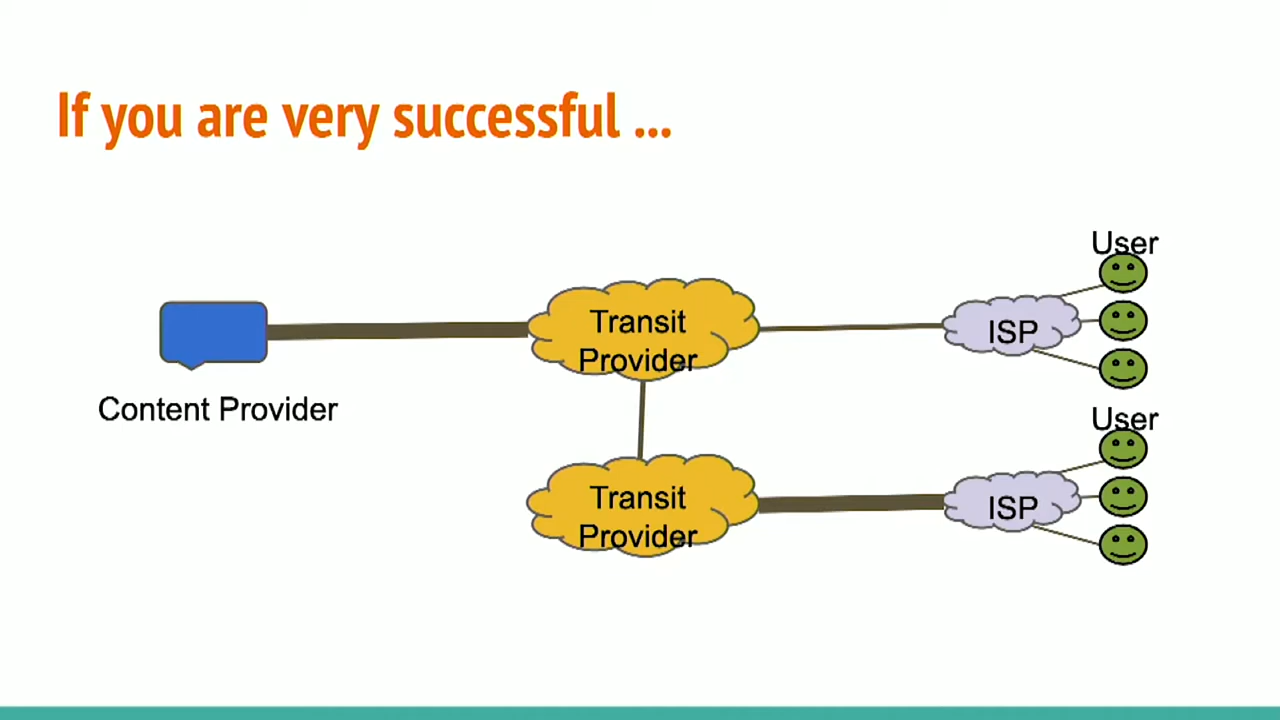 If you are very successful ...
User
Transit
Provider
ISP
Content Provider
User
Transit
Provider
ISP